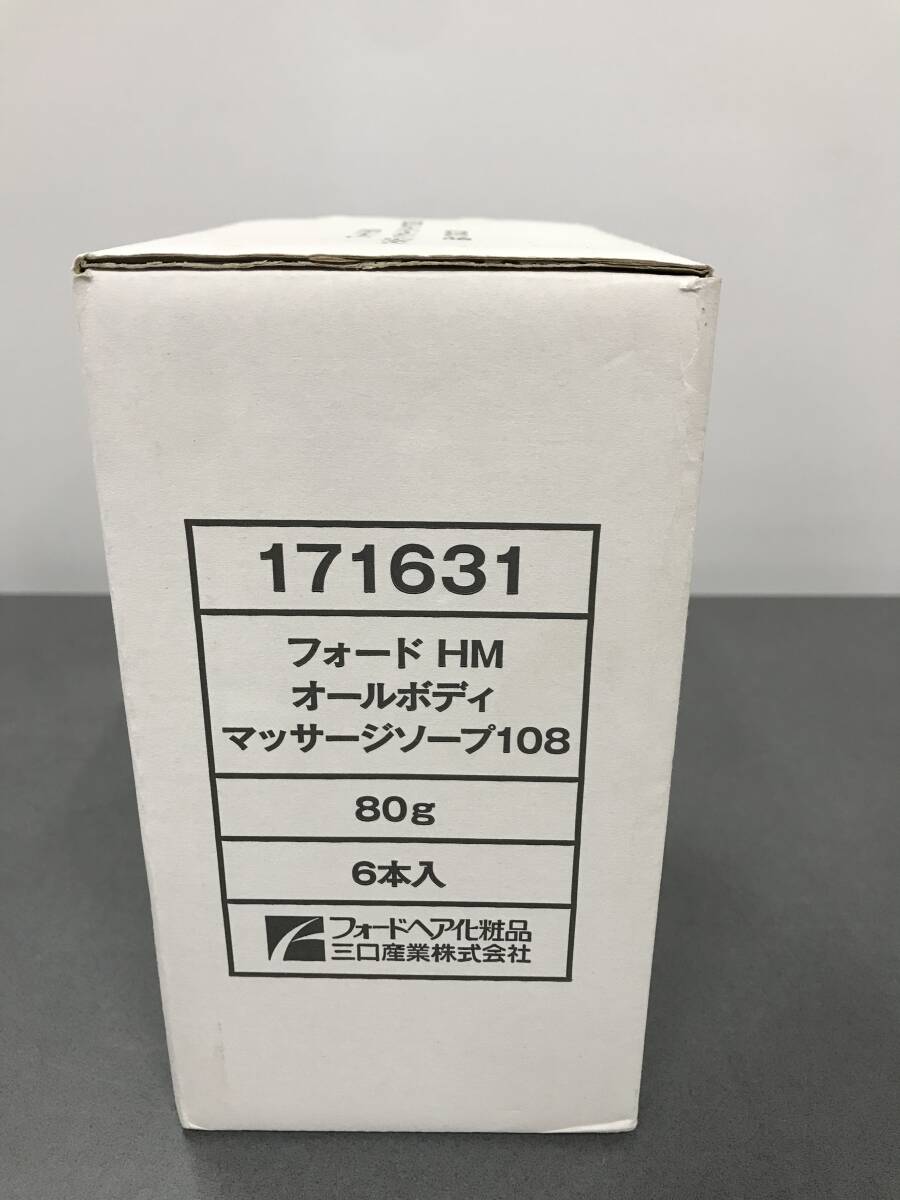 171631
フォード HM
オールボディ
マッサージソープ108
80g
6本入
フォードヘア化粧品
三口産業株式会社